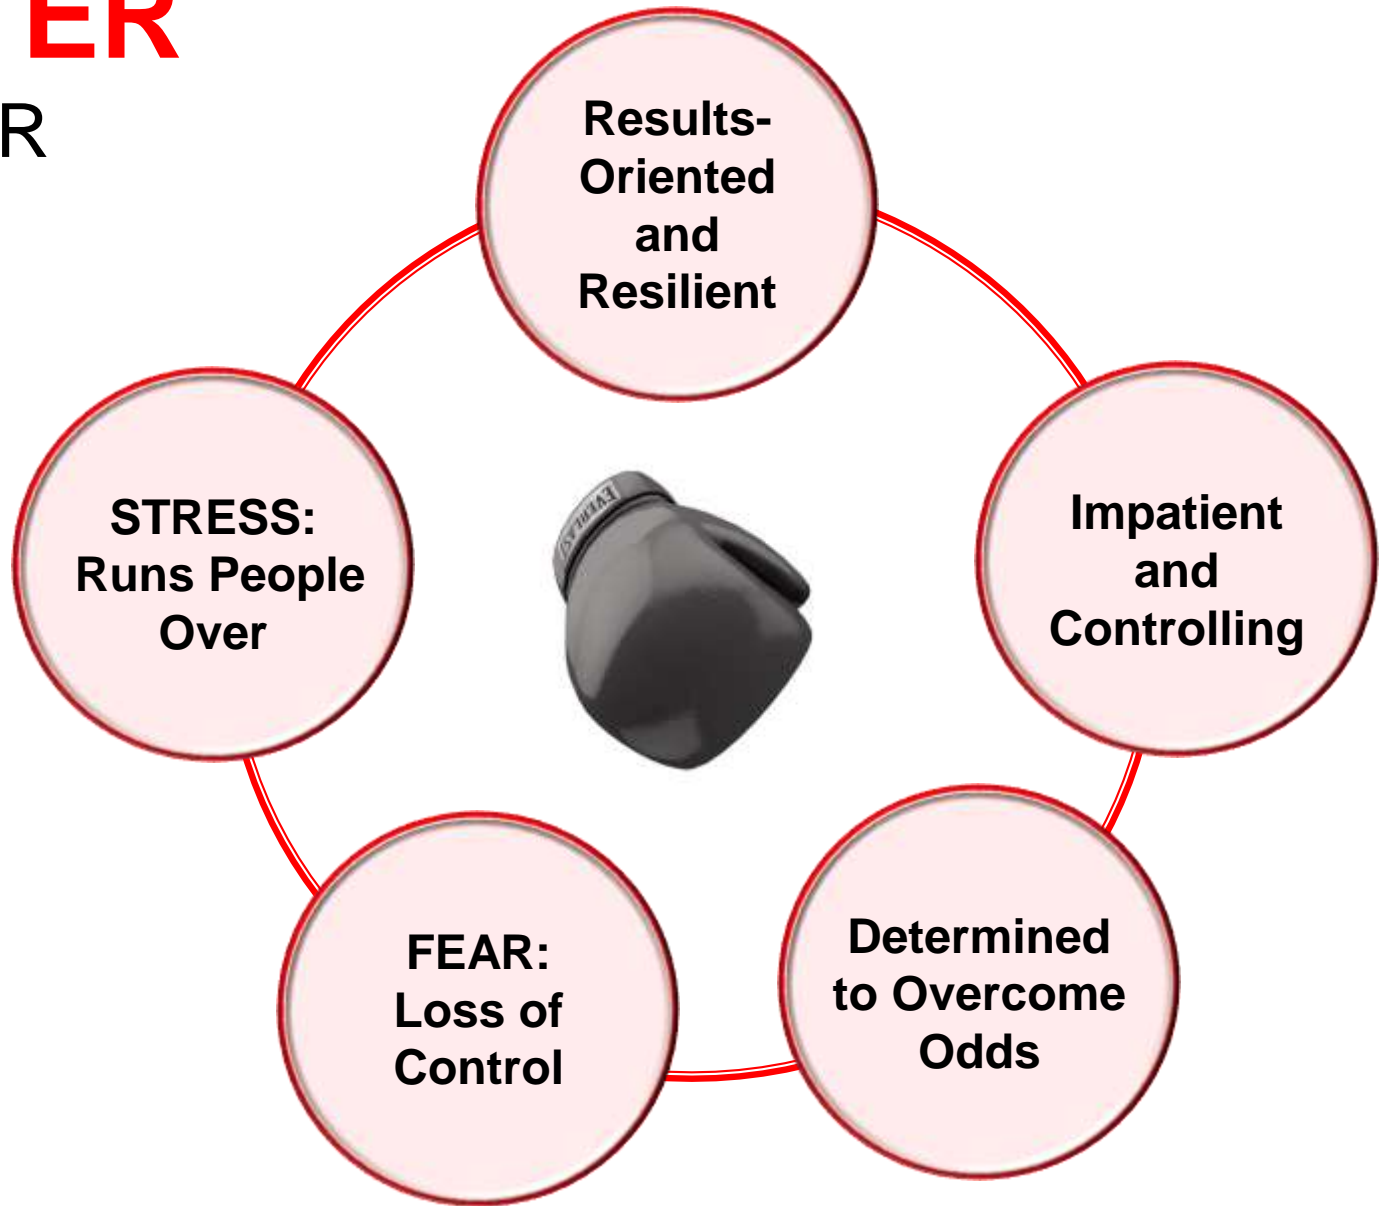 ER
R
Results-
Oriented
and
Resilient
Impatient
and
Controlling
Determined
to Overcome
Odds
FEAR:
Loss of
Control
STRESS:
Runs People
Over
EVERLAST